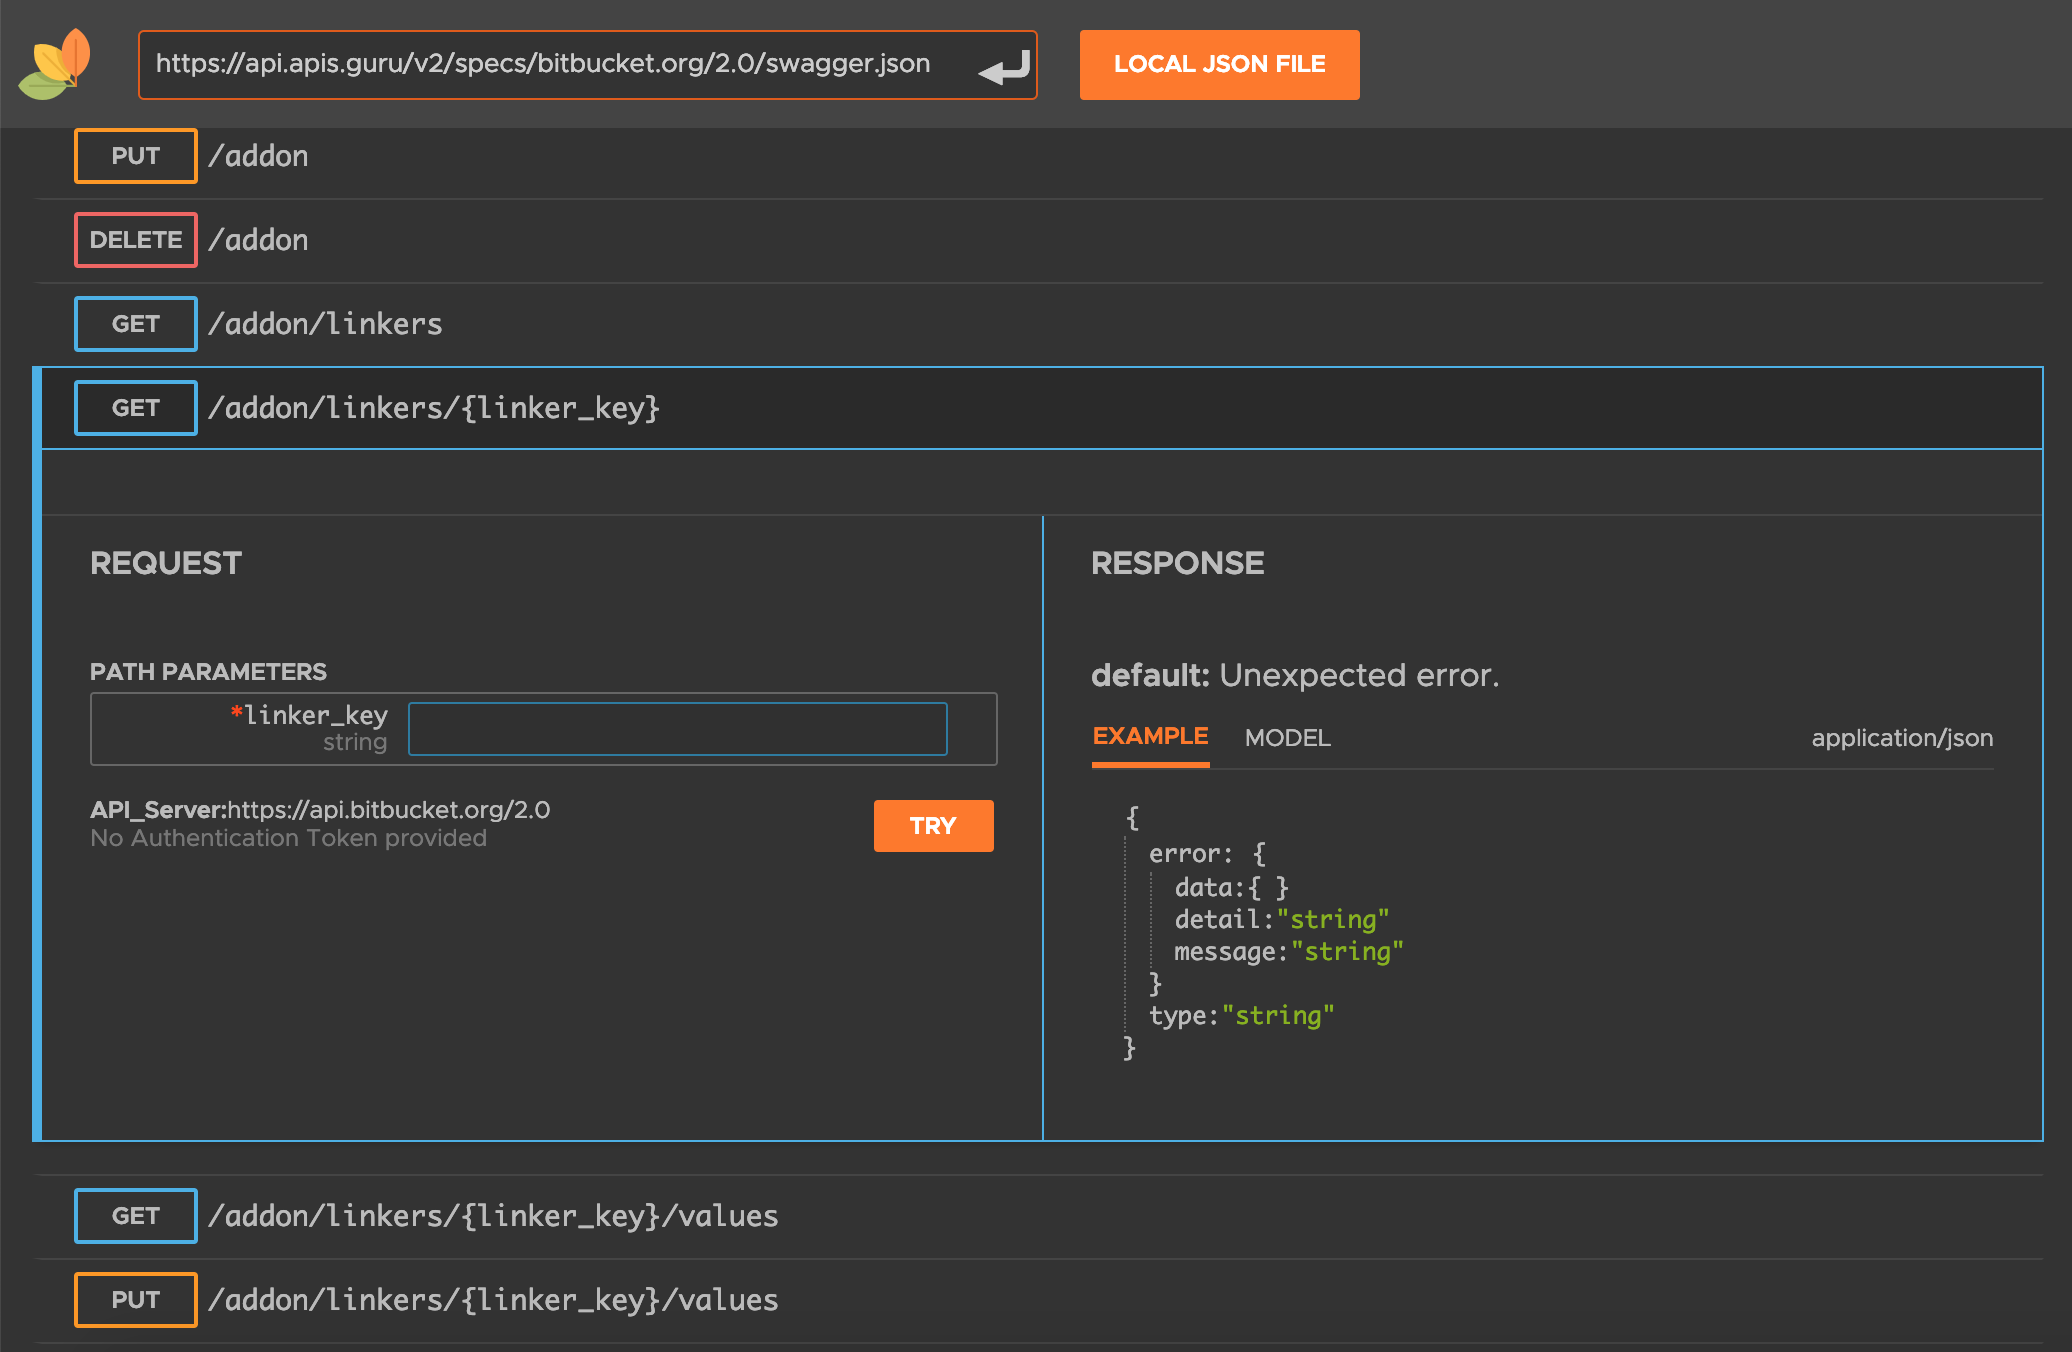 https://api.apis.guru/v2/specs/bitbucket.org/2.0/swagger.json
LOCAL JSON FILE
PUT /addon
DELETE /addon
GET /addon/linkers
GET /addon/linkers/{linker_key}
REQUEST
PATH PARAMETERS
*linker_key
string
API_Server:https://api.bitbucket.org/2.0
No Authentication Token provided
TRY
RESPONSE
default: Unexpected error.
EXAMPLE MODEL application/json
{
error: {
data:{ }
detail:"string"
message:"string"
}
type:"string"
}
GET /addon/linkers/{linker_key}/values
PUT /addon/linkers/{linker_key}/values